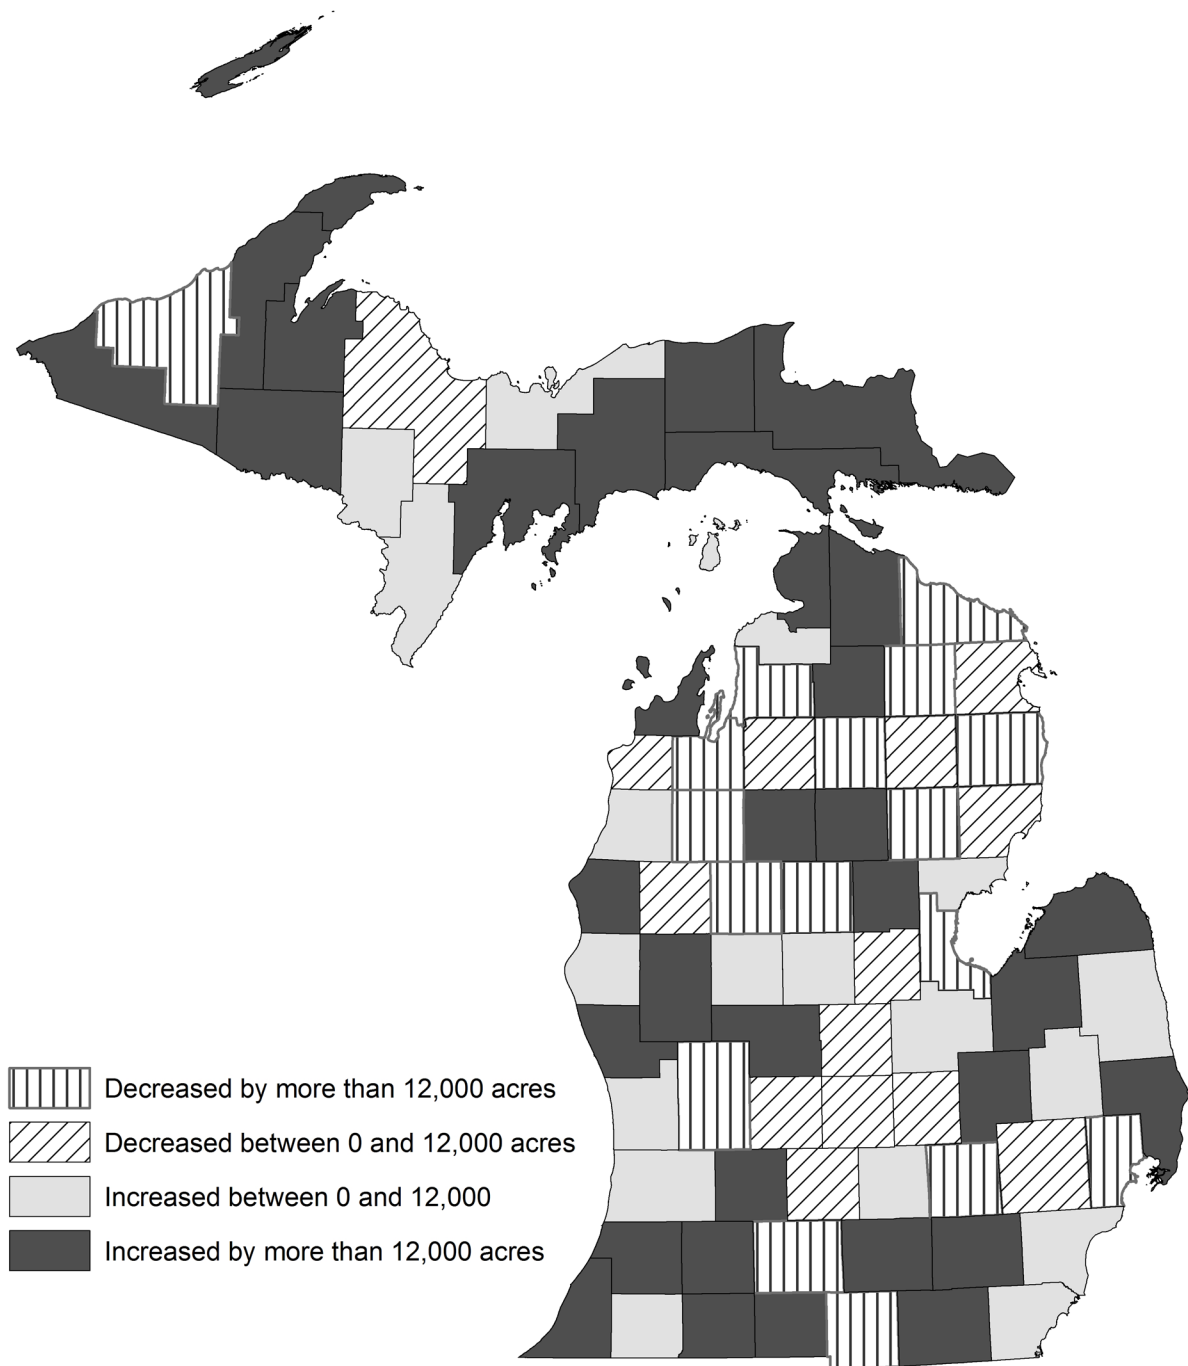 Decreased by more than 12,000 acres
Decreased between 0 and 12,000 acres
Increased between 0 and 12,000
Increased by more than 12,000 acres